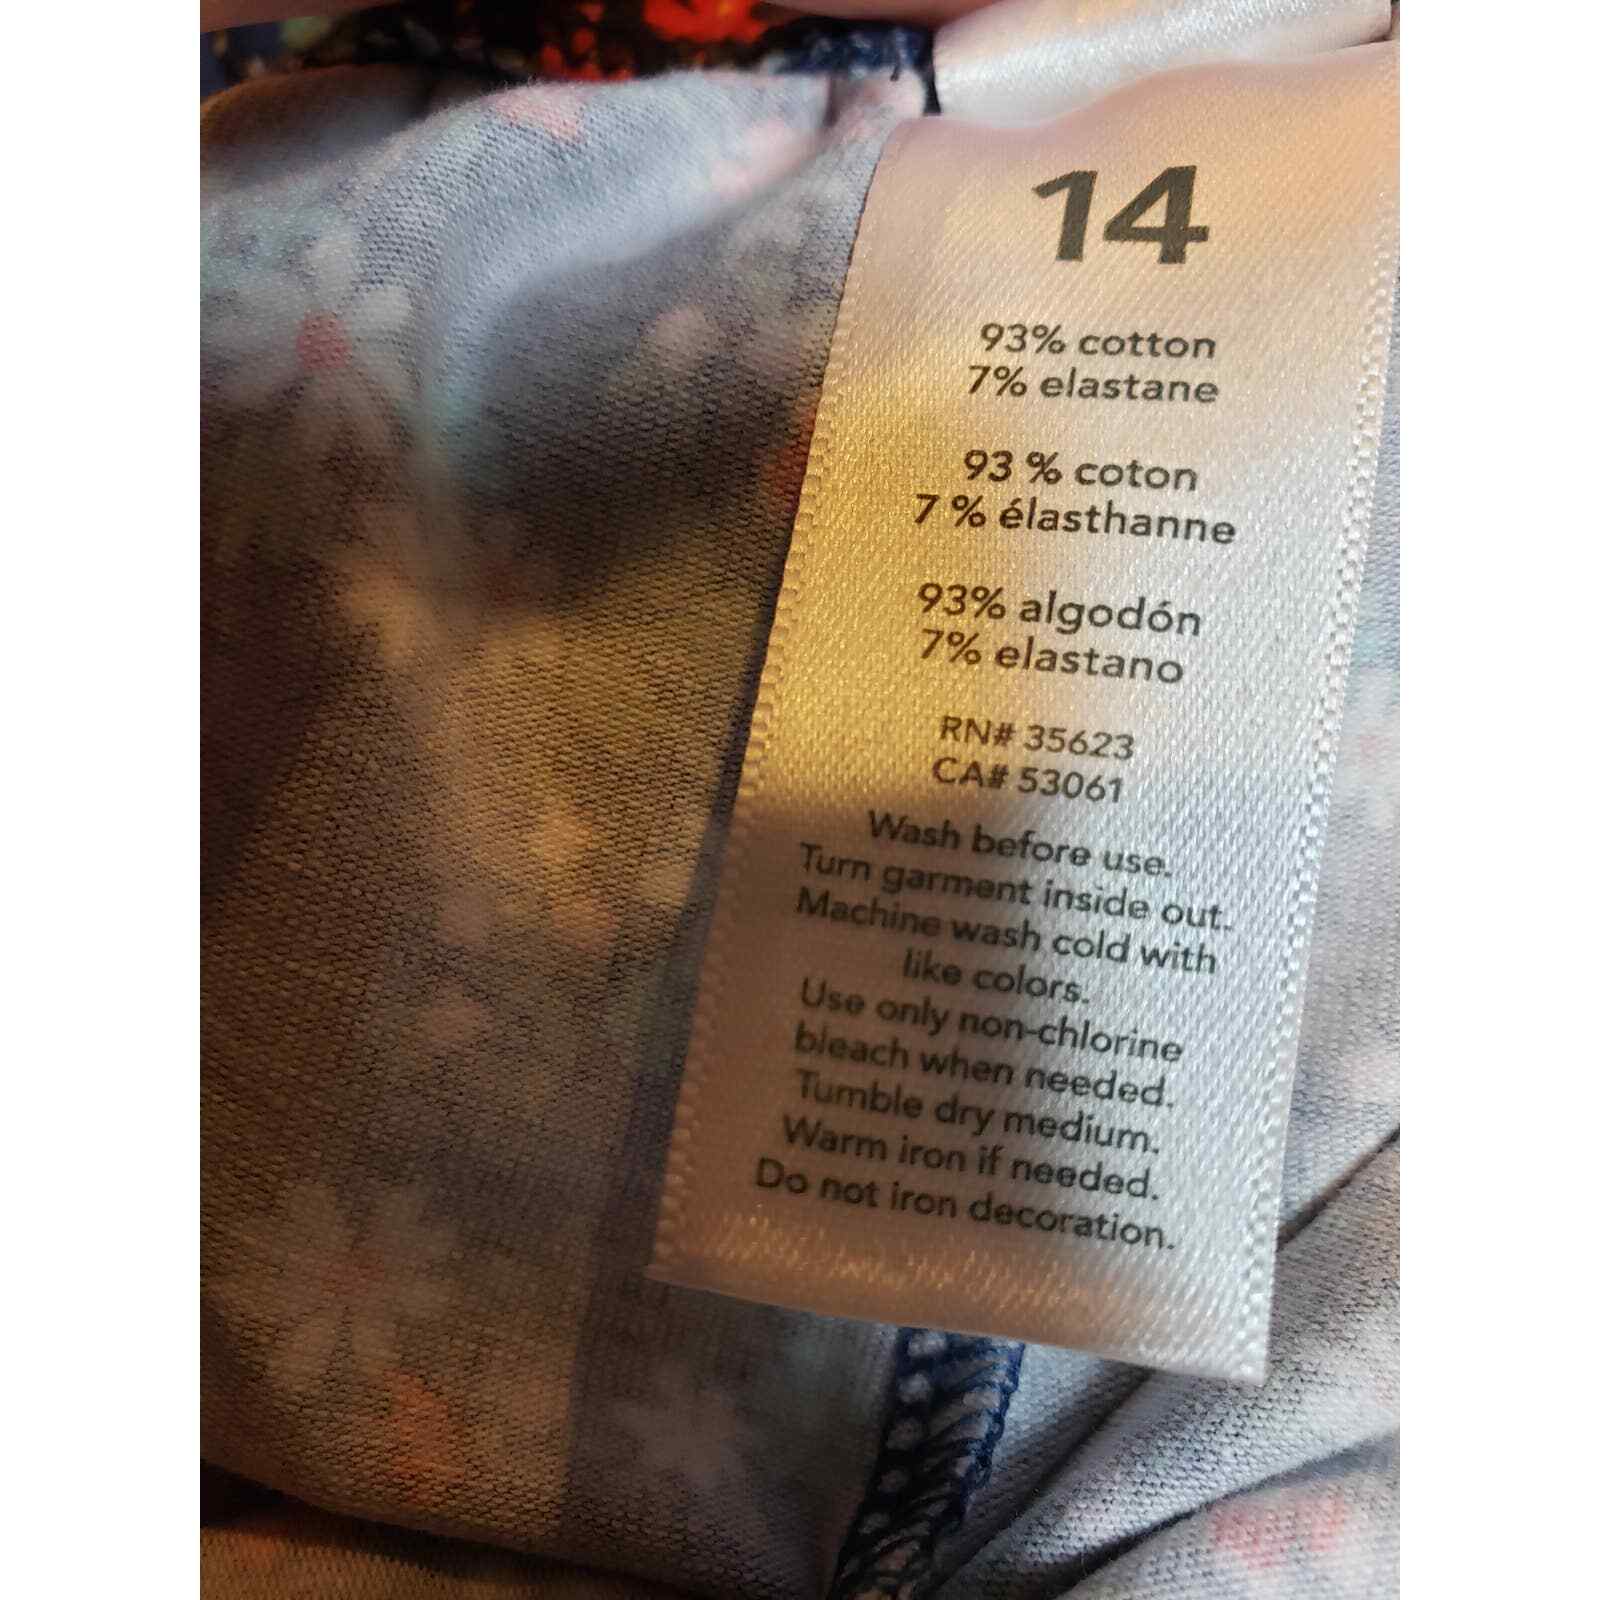 14
93% cotton
7% elastane
93 % coton
7 % élasthanne
93% algodón
7% elastano
RN# 35623
CA# 53061
Wash before use.
Turn garment inside out.
Machine wash cold with
like colors.
Use only non-chlorine
bleach when needed.
Tumble dry medium.
Warm iron if needed.
Do not iron decoration.